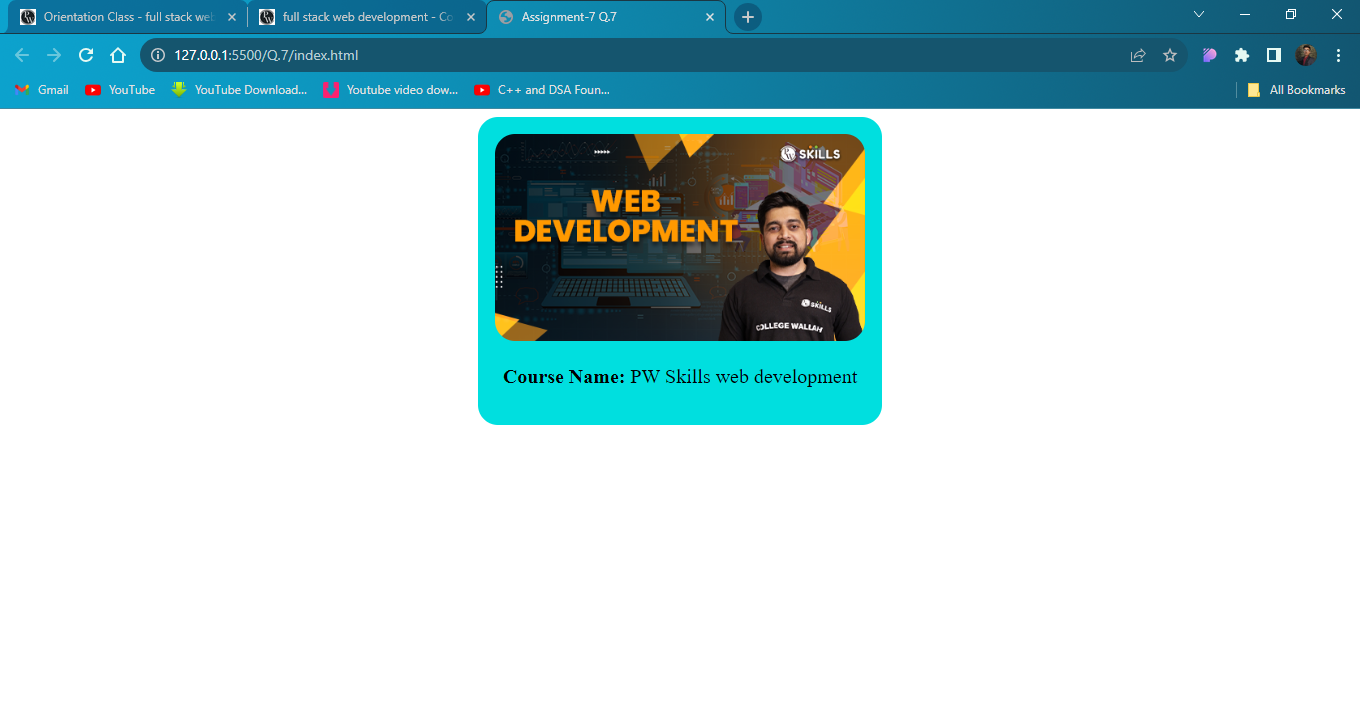 Orientation Class - full stack web
full stack web development - Co
Assignment-7 Q.7
127.0.0.1:5500/Q.7/index.html
Gmail
YouTube
YouTube Download...
Youtube video dow...
C++ and DSA Foun...
All Bookmarks
SKILLS
WEB
DEVELOPMENT
SKILLS
COLLEGE WALLAH
Course Name: PW Skills web development